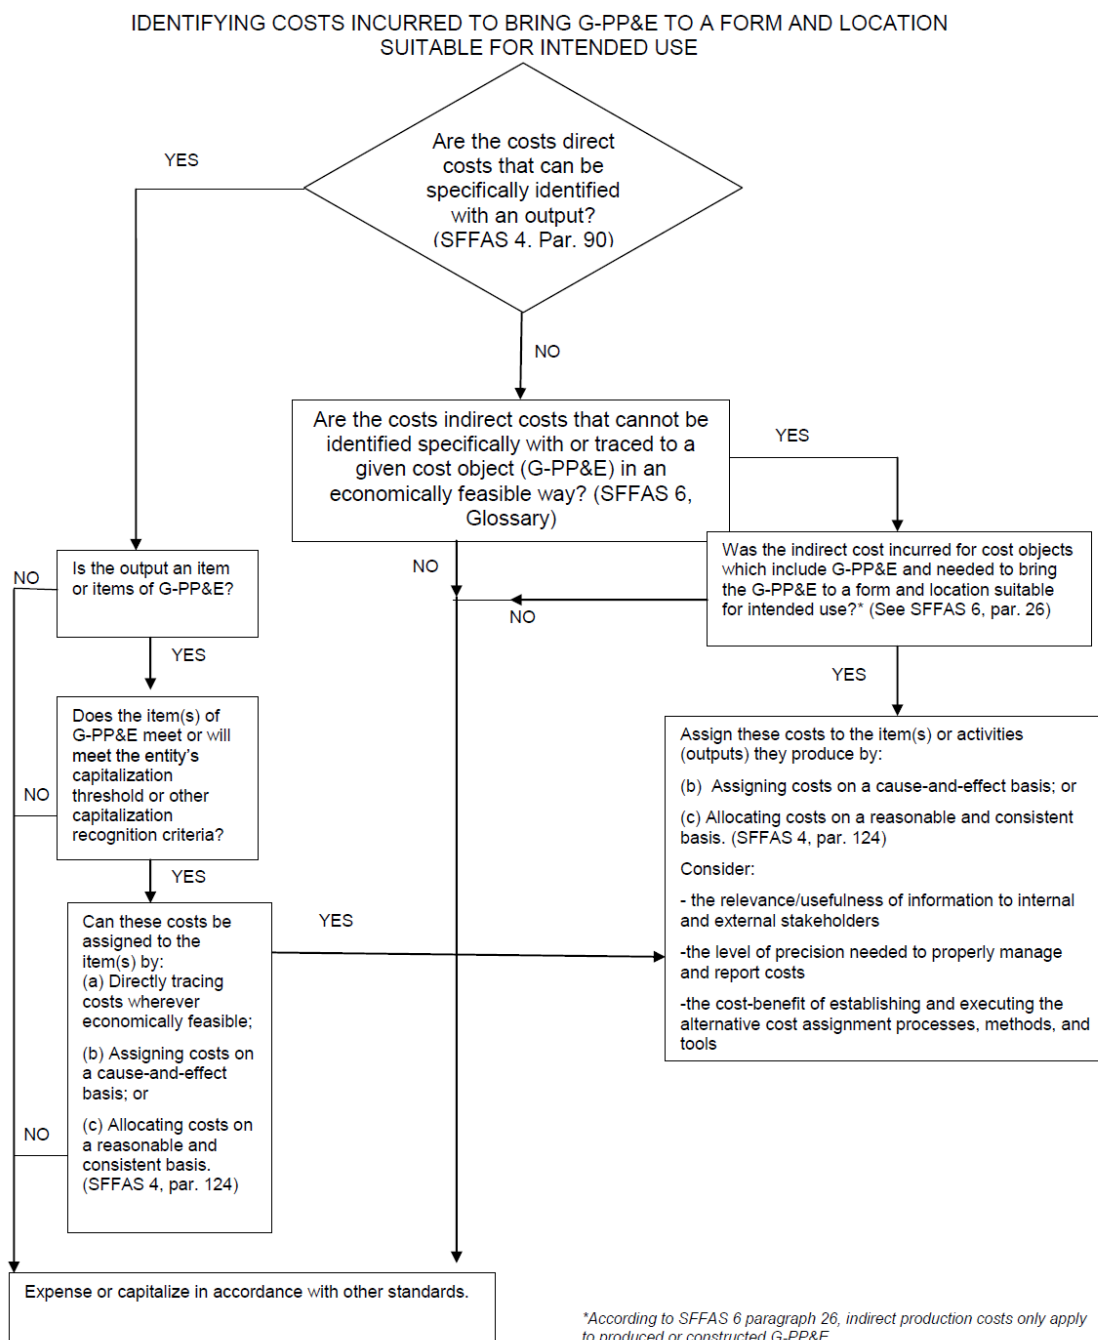 IDENTIFYING COSTS INCURRED TO BRING G-PP&E TO A FORM AND LOCATION
SUITABLE FOR INTENDED USE
Are the costs direct
costs that can be
specifically identified
with an output?
(SFFAS 4. Par. 90)
YES
NO
Are the costs indirect costs that cannot be
identified specifically with or traced to a
given cost object (G-PP&E) in an
economically feasible way? (SFFAS 6,
Glossary)
YES
NO
Was the indirect cost incurred for cost objects
which include G-PP&E and needed to bring
the G-PP&E to a form and location suitable
for intended use?* (See SFFAS 6, par. 26)
NO
YES
Is the output an item
or items of G-PP&E?
NO
YES
Does the item(s) of
G-PP&E meet or will
meet the entity's
capitalization
threshold or other
capitalization
recognition criteria?
NO
YES
Can these costs be
assigned to the
item(s) by:
(a) Directly tracing
costs wherever
economically feasible;
(b) Assigning costs on
a cause-and-effect
basis; or
(c) Allocating costs on
a reasonable and
consistent basis.
(SFFAS 4, par. 124)
YES
NO
Assign these costs to the item(s) or activities
(outputs) they produce by:
(b) Assigning costs on a cause-and-effect basis; or
(c) Allocating costs on a reasonable and consistent
basis. (SFFAS 4, par. 124)
Consider:
- the relevance/usefulness of information to internal
and external stakeholders
-the level of precision needed to properly manage
and report costs
-the cost-benefit of establishing and executing the
alternative cost assignment processes, methods, and
tools
Expense or capitalize in accordance with other standards.
*According to SFFAS 6 paragraph 26, indirect production costs only apply
to produced or constructed G-PP&E